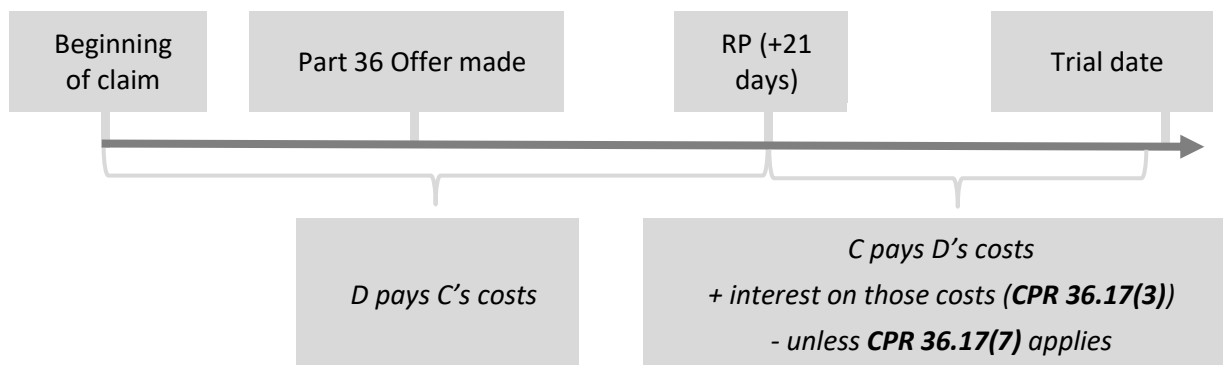 Beginning
of claim
Part 36 Offer made
RP (+21
days)
Trial date
D pays C’s costs
C pays D’s costs
+ interest on those costs (CPR 36.17(3))
- unless CPR 36.17(7) applies